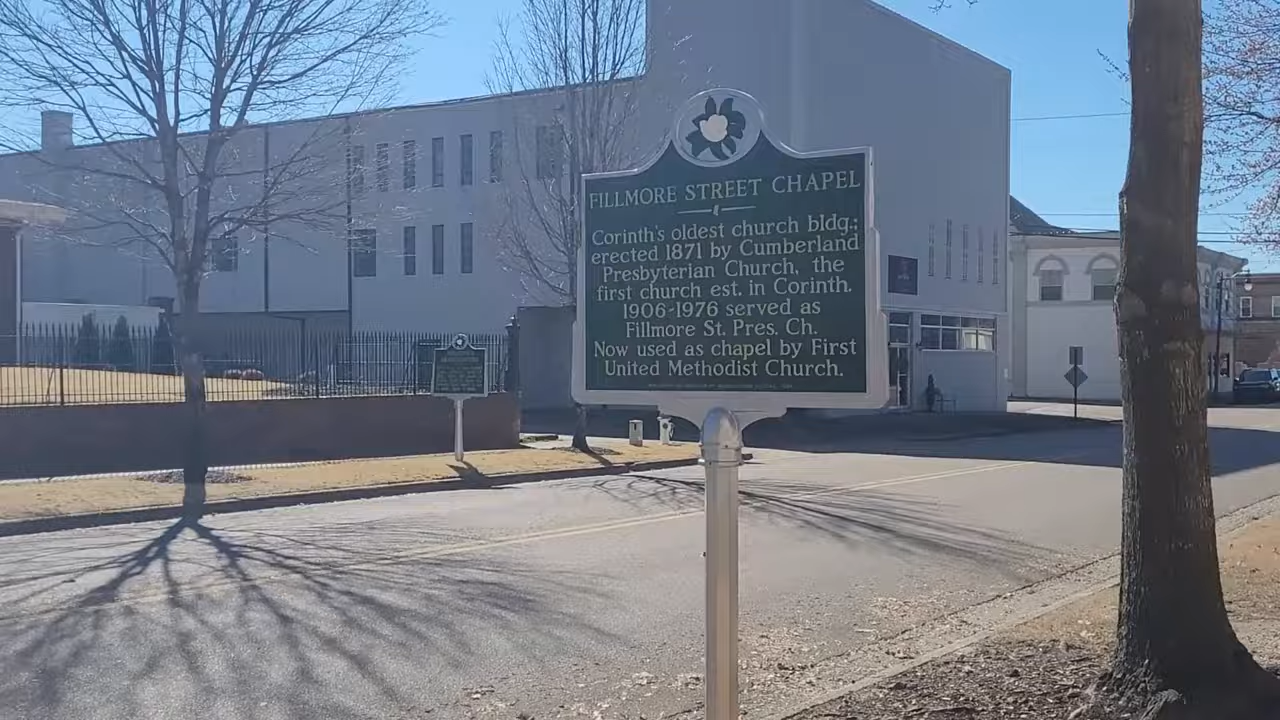 FILLMORE STREET CHAPEL
Corinth's oldest church bldg.;
erected 1871 by Cumberland
Presbyterian Church, the
first church est. in Corinth.
1906-1976 served as
Fillmore St. Pres. Ch.
Now used as chapel by First
United Methodist Church.